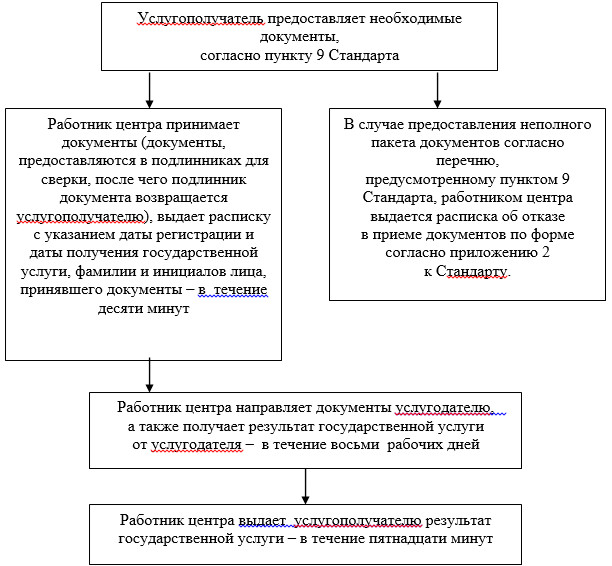 Услугополучатель предоставляет необходимые
документы,
согласно пункту 9 Стандарта
Работник центра принимает
документы (документы,
предоставляются в подлинниках для
сверки, после чего подлинник
документа возвращается
услугополучателю), выдает расписку
с указанием даты регистрации и
даты получения государственной
услуги, фамилии и инициалов лица,
принявшего документы – в  течение
десяти минут
В случае предоставления неполного
пакета документов согласно
перечню,
предусмотренному пунктом 9
Стандарта, работником центра
выдается расписка об отказе
в приеме документов по форме
согласно приложению 2
к Стандарту.
Работник центра направляет документы услугодателю,
а также получает результат государственной услуги
от услугодателя –  в течение восьми  рабочих дней
Работник центра выдает  услугополучателю результат
государственной услуги – в течение пятнадцати минут